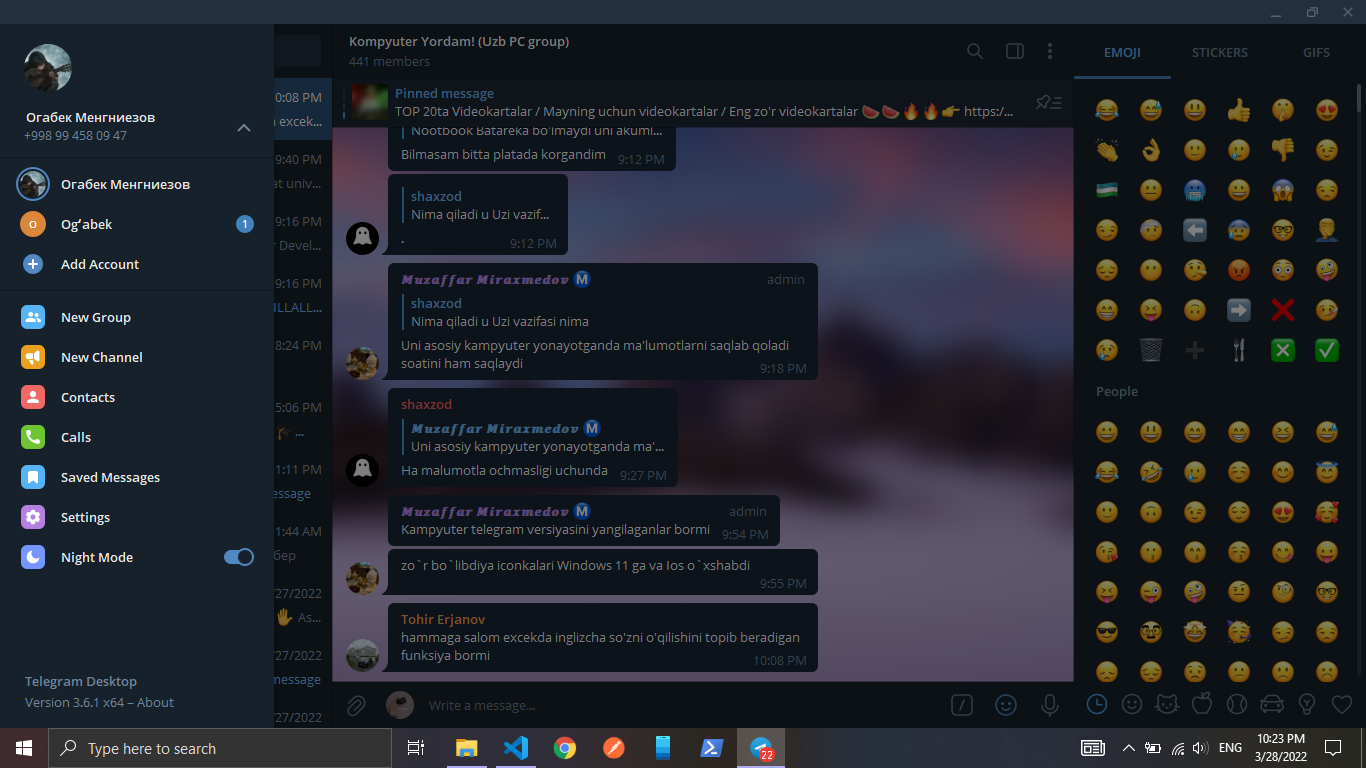 Огабек Менгниезов
+998 99 458 09 47
Огабек Менгниезов
O
Ogʻabek
1
Add Account
New Group
New Channel
Contacts
Calls
Saved Messages
Settings
Night Mode
Telegram Desktop
Version 3.6.1 x64 – About
0:08 PM
excek...
9:40 PM
at univ...
9:16 PM
r Devel...
9:16 PM
ILLALL...
8:24 PM
5:06 PM
...
1:11 PM
essage
1:44 AM
бер
/27/2022
As...
/27/2022
nessage
/27/2022
Kompyuter Yordam! (Uzb PC group)
441 members
Pinned message
TOP 20ta Videokartalar / Mayning uchun videokartalar / Eng zo'r videokartalar 🍉🍉🔥🔥👉 https:/...
Nootbook Batareka bo'lmaydi uni akuml...
Bilmasam bitta platada korgandim 9:12 PM
shaxzod
Nima qiladi u Uzi vazif...
. 9:12 PM
Muzaffar Miraxmedov M admin
shaxzod
Nima qiladi u Uzi vazifasi nima
Uni asosiy kampyuter yonayotganda ma'lumotlarni saqlab qoladi
soatini ham saqlaydi 9:18 PM
shaxzod
Muzaffar Miraxmedov M
Uni asosiy kampyuter yonayotganda ma'...
Ha malumotla ochmasligi uchunda 9:27 PM
Muzaffar Miraxmedov M admin
Kampyuter telegram versiyasini yangilaganlar bormi 9:54 PM
zo`r bo`libdiya iconkalari Windows 11 ga va Ios o`xshabdi
9:55 PM
Tohir Erjanov
hammaga salom excekda inglizcha so'zni o'qilishini topib beradigan
funksiya bormi 10:08 PM
Write a message...
EMOJI STICKERS GIFS
People
Type here to search
22
ENG
10:23 PM
3/28/2022